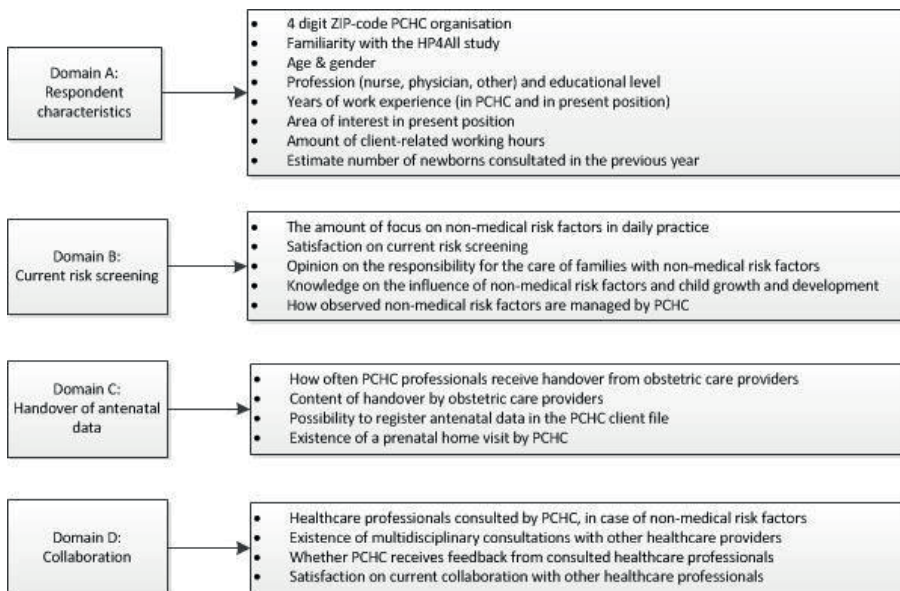 Domain A:
Respondent
characteristics
• 4 digit ZIP-code PCHC organisation
• Familiarity with the HP4All study
• Age & gender
• Profession (nurse, physician, other) and educational level
• Years of work experience (in PCHC and in present position)
• Area of interest in present position
• Amount of client-related working hours
• Estimate number of newborns consultated in the previous year
Domain B:
Current risk screening
• The amount of focus on non-medical risk factors in daily practice
• Satisfaction on current risk screening
• Opinion on the responsibility for the care of families with non-medical risk factors
• Knowledge on the influence of non-medical risk factors and child growth and development
• How observed non-medical risk factors are managed by PCHC
Domain C:
Handover of antenatal
data
• How often PCHC professionals receive handover from obstetric care providers
• Content of handover by obstetric care providers
• Possibility to register antenatal data in the PCHC client file
• Existence of a prenatal home visit by PCHC
Domain D:
Collaboration
• Healthcare professionals consulted by PCHC, in case of non-medical risk factors
• Existence of multidisciplinary consultations with other healthcare providers
• Whether PCHC receives feedback from consulted healthcare professionals
• Satisfaction on current collaboration with other healthcare professionals